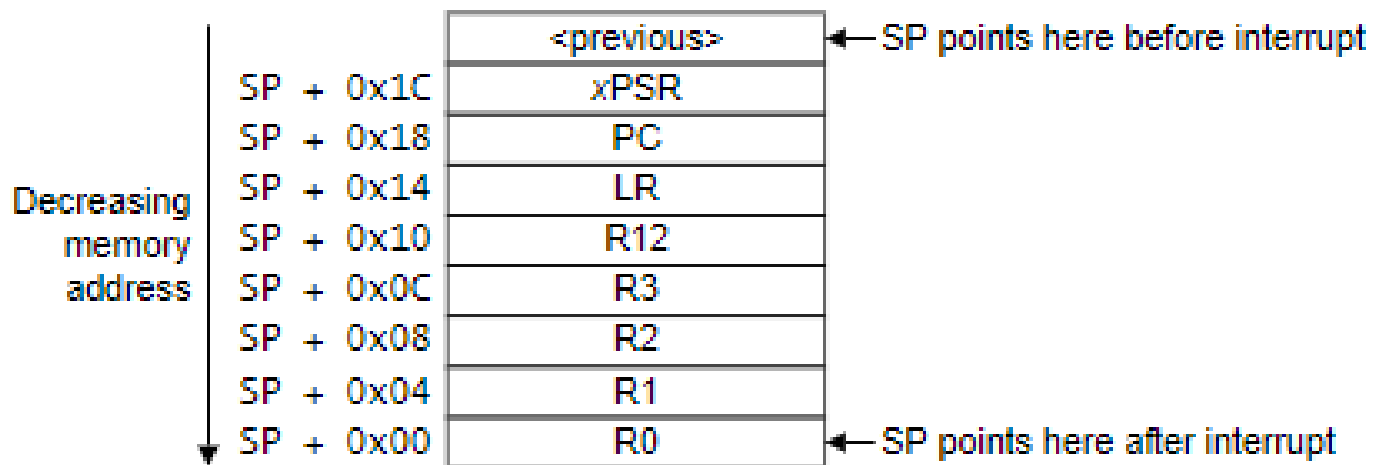 <previous> SP points here before interrupt
SP + 0x1C xPSR
SP + 0x18 PC
SP + 0x14 LR
Decreasing
memory
address
SP + 0x10 R12
SP + 0x0C R3
SP + 0x08 R2
SP + 0x04 R1
SP + 0x00 R0 SP points here after interrupt